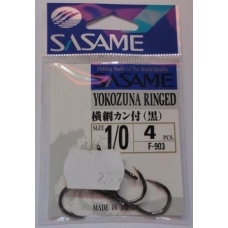 SASAME
YOKOZUNA RINGED
横綱カン付(黒)
SIZE 1/0 4 PCS.
F-903
MADE IN